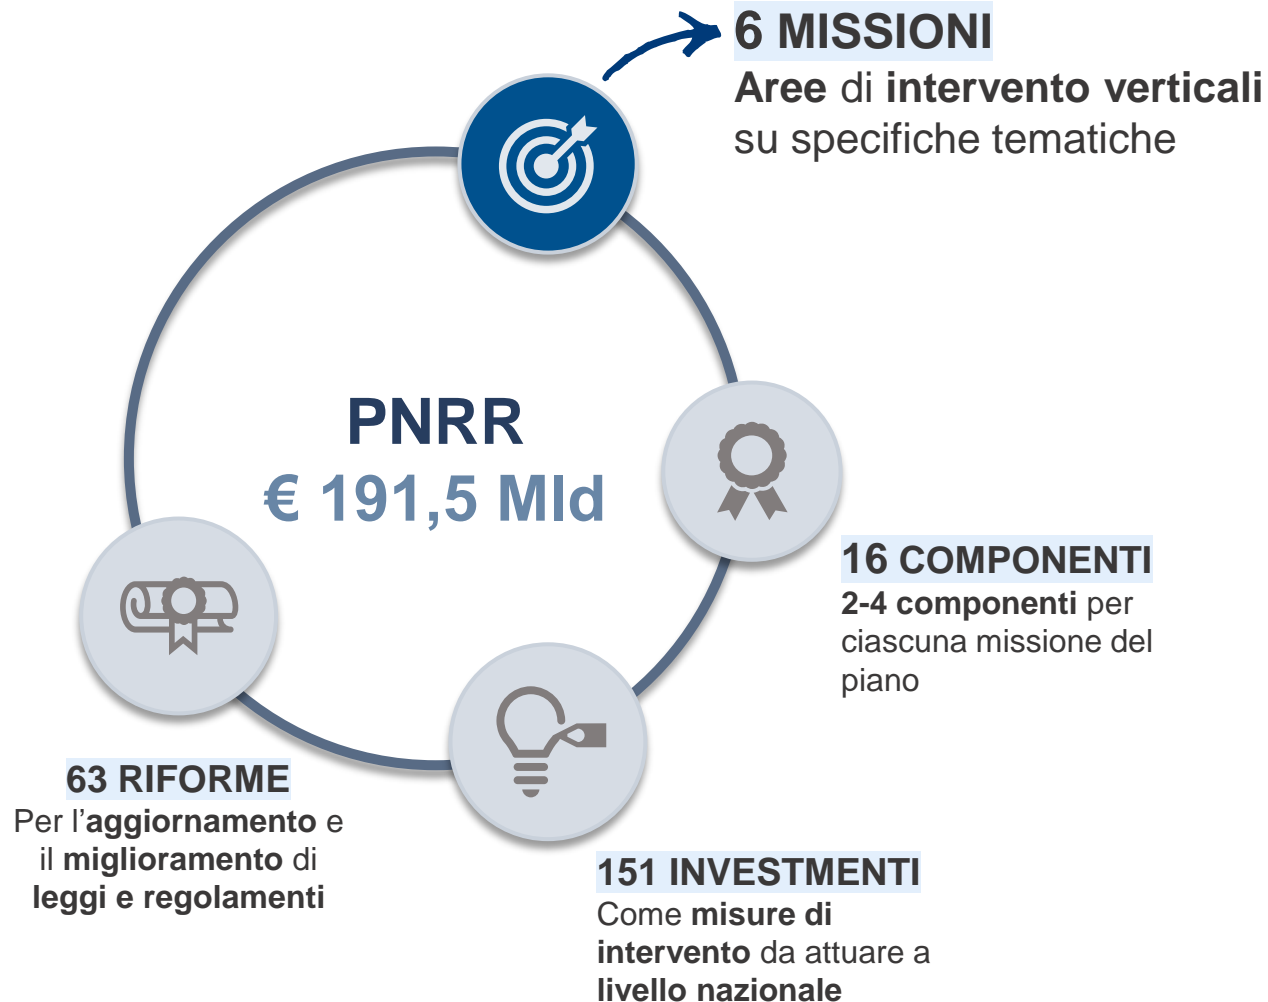 6 MISSIONI
Aree di intervento verticali
su specifiche tematiche
PNRR
€ 191,5 Mld
16 COMPONENTI
2-4 componenti per
ciascuna missione del
piano
63 RIFORME
Per l’aggiornamento e
il miglioramento di
leggi e regolamenti
151 INVESTMENTI
Come misure di
intervento da attuare a
livello nazionale